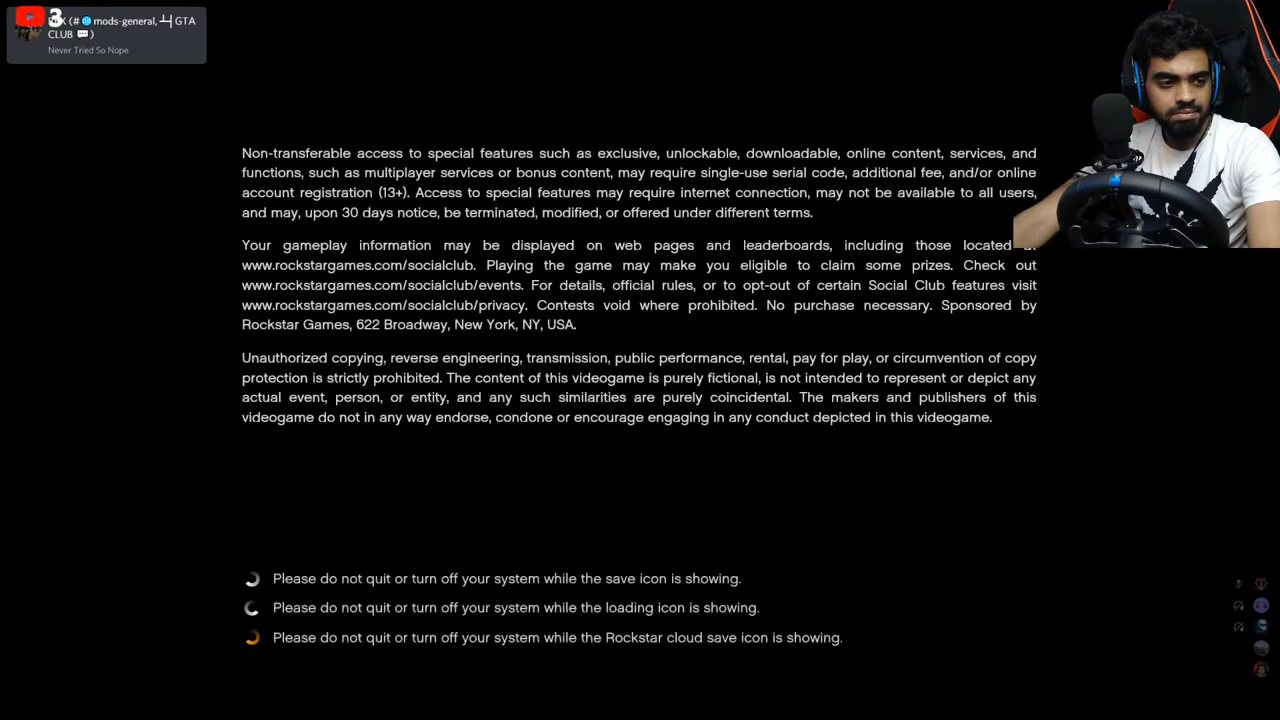 3
(# mods-general, GTA
CLUB)
Never Tried So Nope
Non-transferable access to special features such as exclusive, unlockable, downloadable, online content, services, and
functions, such as multiplayer services or bonus content, may require single-use serial code, additional fee, and/or online
account registration (13+). Access to special features may require internet connection, may not be available to all users,
and may, upon 30 days notice, be terminated, modified, or offered under different terms.
Your gameplay information may be displayed on web pages and leaderboards, including those located
www.rockstargames.com/socialclub. Playing the game may make you eligible to claim some prizes. Check out
www.rockstargames.com/socialclub/events. For details, official rules, or to opt-out of certain Social Club features visit
www.rockstargames.com/socialclub/privacy. Contests void where prohibited. No purchase necessary. Sponsored by
Rockstar Games, 622 Broadway, New York, NY, USA.
Unauthorized copying, reverse engineering, transmission, public performance, rental, pay for play, or circumvention of copy
protection is strictly prohibited. The content of this videogame is purely fictional, is not intended to represent or depict any
actual event, person, or entity, and any such similarities are purely coincidental. The makers and publishers of this
videogame do not in any way endorse, condone or encourage engaging in any conduct depicted in this videogame.
Please do not quit or turn off your system while the save icon is showing.
Please do not quit or turn off your system while the loading icon is showing.
Please do not quit or turn off your system while the Rockstar cloud save icon is showing.